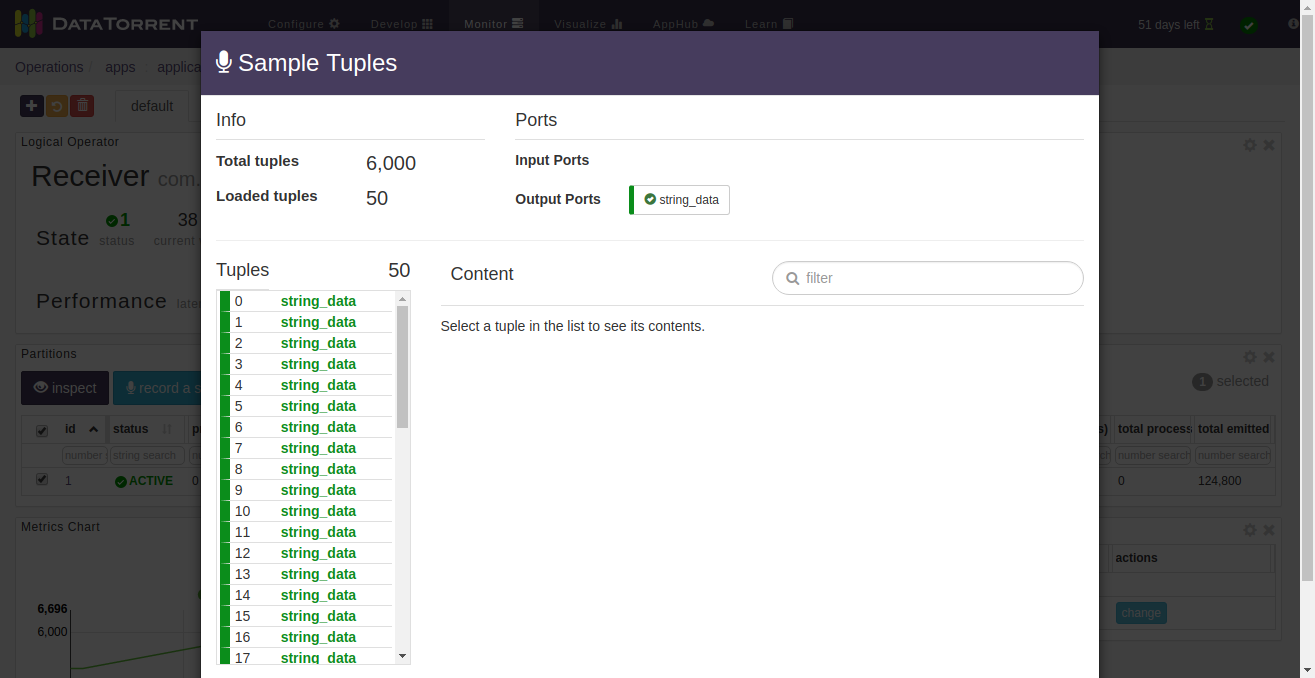 DATATORRENT
Configure Develop Monitor Visualize AppHub Learn 51 days left
Operations / apps applica
default
Sample Tuples
Info
Total tuples 6,000
Loaded tuples 50
Ports
Input Ports
Output Ports string_data
Tuples 50
0 string_data
1 string_data
2 string_data
3 string_data
4 string_data
5 string_data
6 string_data
7 string_data
8 string_data
9 string_data
10 string_data
11 string_data
12 string_data
13 string_data
14 string_data
15 string_data
16 string_data
17 string_data
Content
filter
Select a tuple in the list to see its contents.
Logical Operator
Receiver com.
1 38
State status current
Performance late
Partitions
inspect record a s
1 selected
id status p s) total process total emitted
number string search n ch number search number search
1 ACTIVE 0 0 124,800
Metrics Chart
6,696
6,000
actions
change